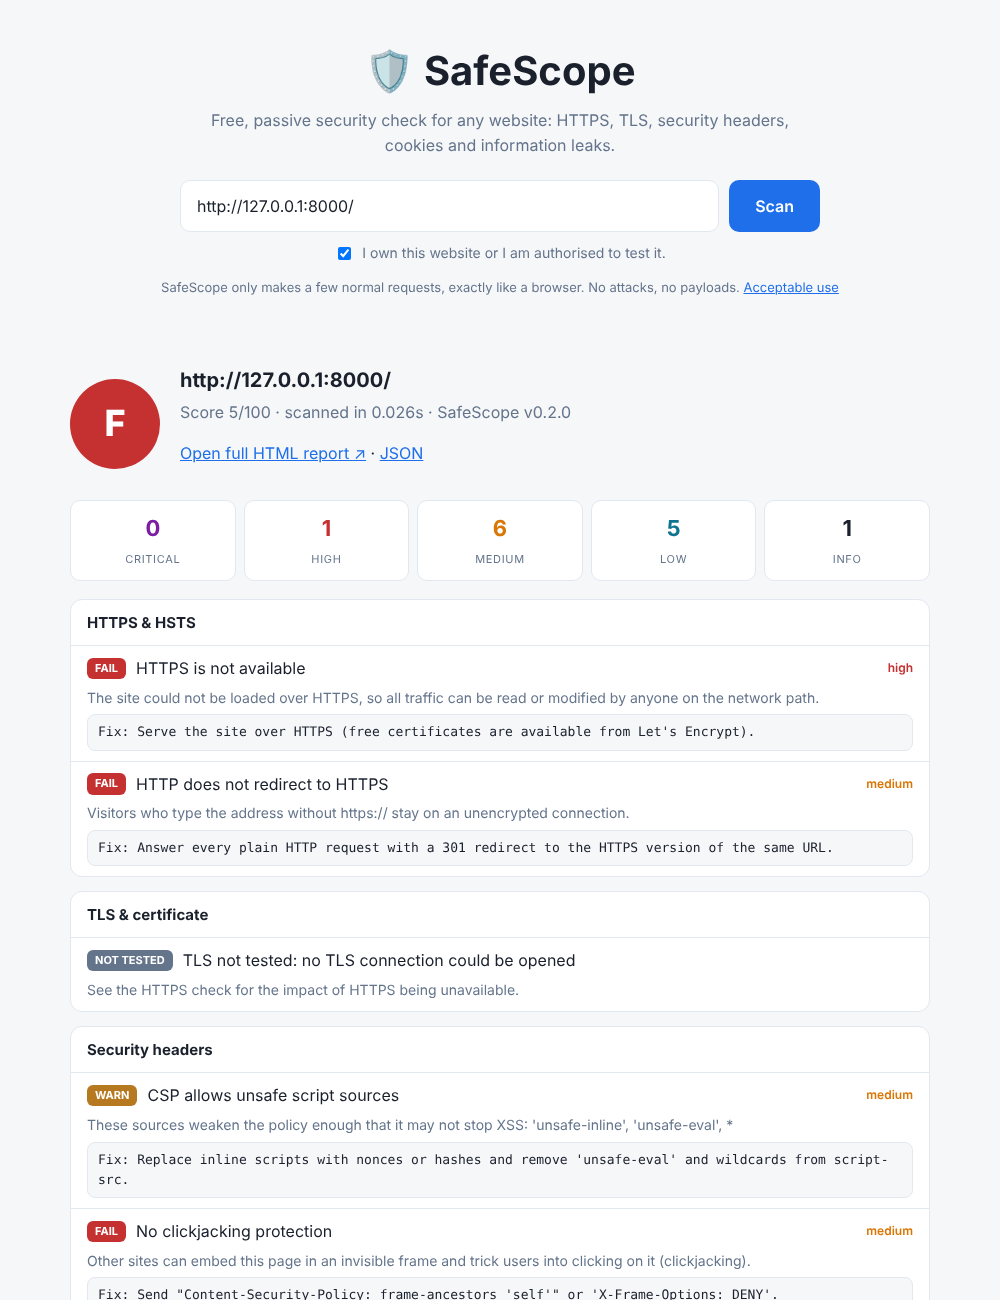 SafeScope
Free, passive security check for any website: HTTPS, TLS, security headers,
cookies and information leaks.
http://127.0.0.1:8000/
Scan
I own this website or I am authorised to test it.
SafeScope only makes a few normal requests, exactly like a browser. No attacks, no payloads. Acceptable use
F
http://127.0.0.1:8000/
Score 5/100 · scanned in 0.026s · SafeScope v0.2.0
Open full HTML report ↗ · JSON
0
CRITICAL
1
HIGH
6
MEDIUM
5
LOW
1
INFO
HTTPS & HSTS
FAIL HTTPS is not available high
The site could not be loaded over HTTPS, so all traffic can be read or modified by anyone on the network path.
Fix: Serve the site over HTTPS (free certificates are available from Let's Encrypt).
FAIL HTTP does not redirect to HTTPS medium
Visitors who type the address without https:// stay on an unencrypted connection.
Fix: Answer every plain HTTP request with a 301 redirect to the HTTPS version of the same URL.
TLS & certificate
NOT TESTED TLS not tested: no TLS connection could be opened
See the HTTPS check for the impact of HTTPS being unavailable.
Security headers
WARN CSP allows unsafe script sources medium
These sources weaken the policy enough that it may not stop XSS: 'unsafe-inline', 'unsafe-eval', *
Fix: Replace inline scripts with nonces or hashes and remove 'unsafe-eval' and wildcards from script-
src.
FAIL No clickjacking protection medium
Other sites can embed this page in an invisible frame and trick users into clicking on it (clickjacking).
Fix: Send "Content-Security-Policy: frame-ancestors 'self'" or 'X-Frame-Options: DENY'.